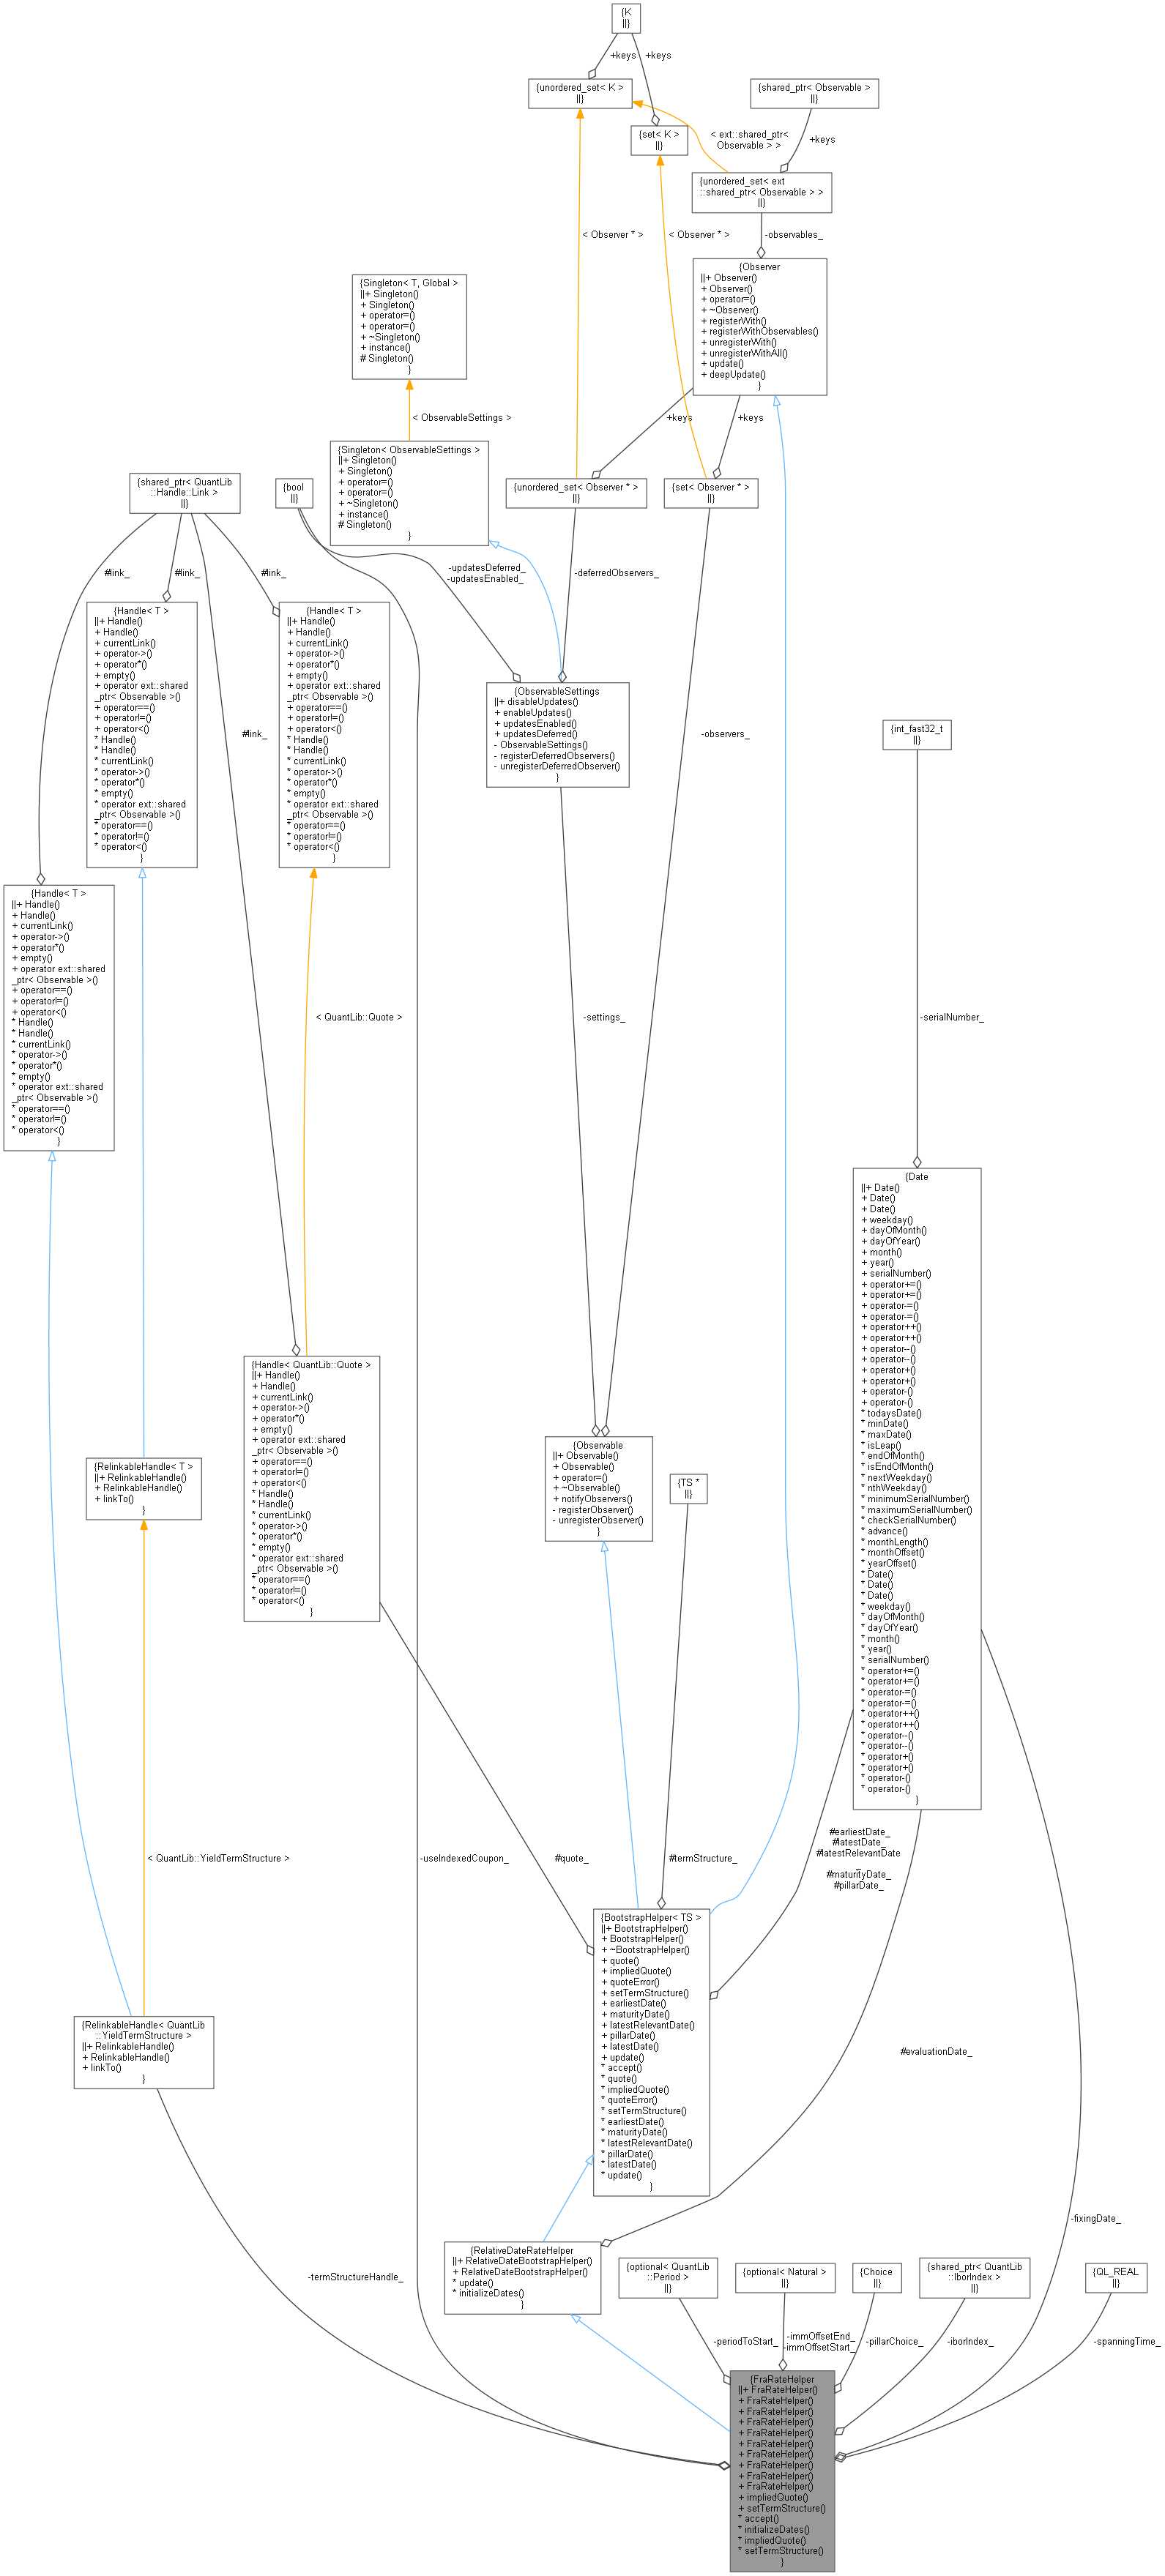 {K
||}
+keys
+keys
{unordered_set< K >
||}
{shared_ptr< Observable >
||}
{set< K >
||}
< ext::shared_ptr<
Observable > >
+keys
{unordered_set< ext
::shared_ptr< Observable > >
||}
< Observer * >
< Observer * >
-observables_
{Observer
||+ Observer()
+ Observer()
+ operator=()
+ ~Observer()
+ registerWith()
+ registerWithObservables()
+ unregisterWith()
+ unregisterWithAll()
+ update()
+ deepUpdate()
}
{Singleton< T, Global >
||+ Singleton()
+ Singleton()
+ operator=()
+ operator=()
+ ~Singleton()
+ instance()
# Singleton()
}
< ObservableSettings >
+keys
+keys
{Singleton< ObservableSettings >
||+ Singleton()
+ Singleton()
+ operator=()
+ operator=()
+ ~Singleton()
+ instance()
# Singleton()
}
{shared_ptr< QuantLib
::Handle::Link >
||}
{bool
||}
{unordered_set< Observer * >
||}
{set< Observer * >
||}
#link_
#link_
#link_
-updatesDeferred_
-updatesEnabled_
-deferredObservers_
{Handle< T >
||+ Handle()
+ Handle()
+ currentLink()
+ operator->()
+ operator*()
+ empty()
+ operator ext::shared
_ptr< Observable >()
+ operator==()
+ operator!=()
+ operator<()
* Handle()
* Handle()
* currentLink()
* operator->()
* operator*()
* empty()
* operator ext::shared
_ptr< Observable >()
* operator==()
* operator!=()
* operator<()
}
{Handle< T >
||+ Handle()
+ Handle()
+ currentLink()
+ operator->()
+ operator*()
+ empty()
+ operator ext::shared
_ptr< Observable >()
+ operator==()
+ operator!=()
+ operator<()
* Handle()
* Handle()
* currentLink()
* operator->()
* operator*()
* empty()
* operator ext::shared
_ptr< Observable >()
* operator==()
* operator!=()
* operator<()
}
#link_
{ObservableSettings
||+ disableUpdates()
+ enableUpdates()
+ updatesEnabled()
+ updatesDeferred()
- ObservableSettings()
- registerDeferredObservers()
- unregisterDeferredObserver()
}
-observers_
{int_fast32_t
||}
{Handle< T >
||+ Handle()
+ Handle()
+ currentLink()
+ operator->()
+ operator*()
+ empty()
+ operator ext::shared
_ptr< Observable >()
+ operator==()
+ operator!=()
+ operator<()
* Handle()
* Handle()
* currentLink()
* operator->()
* operator*()
* empty()
* operator ext::shared
_ptr< Observable >()
* operator==()
* operator!=()
* operator<()
}
< QuantLib::Quote >
-settings_
-serialNumber_
{Date
||+ Date()
+ Date()
+ Date()
+ weekday()
+ dayOfMonth()
+ dayOfYear()
+ month()
+ year()
+ serialNumber()
+ operator+=()
+ operator+=()
+ operator-=()
+ operator-=()
+ operator++()
+ operator++()
+ operator--()
+ operator--()
+ operator+()
+ operator+()
+ operator-()
+ operator-()
* todaysDate()
* minDate()
* maxDate()
* isLeap()
* endOfMonth()
* isEndOfMonth()
* nextWeekday()
* nthWeekday()
* minimumSerialNumber()
* maximumSerialNumber()
* checkSerialNumber()
* advance()
* monthLength()
* monthOffset()
* yearOffset()
* Date()
* Date()
* Date()
* weekday()
* dayOfMonth()
* dayOfYear()
* month()
* year()
* serialNumber()
* operator+=()
* operator+=()
* operator-=()
* operator-=()
* operator++()
* operator++()
* operator--()
* operator--()
* operator+()
* operator+()
* operator-()
* operator-()
}
{Handle< QuantLib::Quote >
||+ Handle()
+ Handle()
+ currentLink()
+ operator->()
+ operator*()
+ empty()
+ operator ext::shared
_ptr< Observable >()
+ operator==()
+ operator!=()
+ operator<()
* Handle()
* Handle()
* currentLink()
* operator->()
* operator*()
* empty()
* operator ext::shared
_ptr< Observable >()
* operator==()
* operator!=()
* operator<()
}
{Observable
||+ Observable()
+ Observable()
+ operator=()
+ ~Observable()
+ notifyObservers()
- registerObserver()
- unregisterObserver()
}
{RelinkableHandle< T >
||+ RelinkableHandle()
+ RelinkableHandle()
+ linkTo()
}
{TS *
||}
< QuantLib::YieldTermStructure >
-useIndexedCoupon_
#quote_
#termStructure_
#earliestDate_
#latestDate_
#latestRelevantDate
_
#maturityDate_
#pillarDate_
{BootstrapHelper< TS >
||+ BootstrapHelper()
+ BootstrapHelper()
+ ~BootstrapHelper()
+ quote()
+ impliedQuote()
+ quoteError()
+ setTermStructure()
+ earliestDate()
+ maturityDate()
+ latestRelevantDate()
+ pillarDate()
+ latestDate()
+ update()
* accept()
* quote()
* impliedQuote()
* quoteError()
* setTermStructure()
* earliestDate()
* maturityDate()
* latestRelevantDate()
* pillarDate()
* latestDate()
* update()
}
{RelinkableHandle< QuantLib
::YieldTermStructure >
||+ RelinkableHandle()
+ RelinkableHandle()
+ linkTo()
}
#evaluationDate_
-fixingDate_
{RelativeDateRateHelper
||+ RelativeDateBootstrapHelper()
+ RelativeDateBootstrapHelper()
* update()
* initializeDates()
}
{optional< QuantLib
::Period >
||}
{optional< Natural >
||}
{Choice
||}
{shared_ptr< QuantLib
::IborIndex >
||}
{QL_REAL
||}
-termStructureHandle_
-periodToStart_
-immOffsetEnd_
-immOffsetStart_
-pillarChoice_
-iborIndex_
-spanningTime_
{FraRateHelper
||+ FraRateHelper()
+ FraRateHelper()
+ FraRateHelper()
+ FraRateHelper()
+ FraRateHelper()
+ FraRateHelper()
+ FraRateHelper()
+ FraRateHelper()
+ FraRateHelper()
+ FraRateHelper()
+ impliedQuote()
+ setTermStructure()
* accept()
* initializeDates()
* impliedQuote()
* setTermStructure()
}